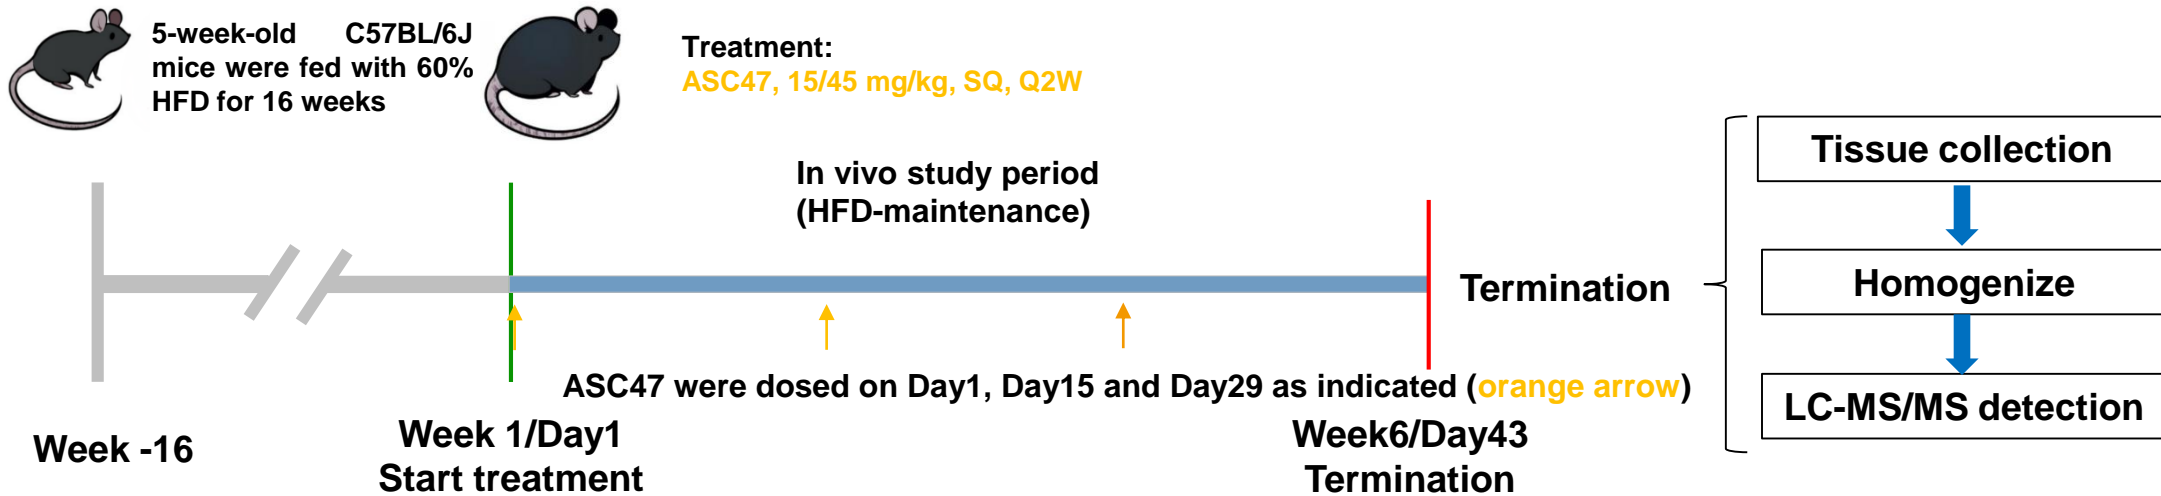 5-week-old C57BL/6J
mice were fed with 60%
HFD for 16 weeks
Treatment:
ASC47, 15/45 mg/kg, SQ, Q2W
In vivo study period
(HFD-maintenance)
Termination
Tissue collection
Homogenize
LC-MS/MS detection
ASC47 were dosed on Day1, Day15 and Day29 as indicated (orange arrow)
Week -16
Week 1/Day1
Start treatment
Week6/Day43
Termination